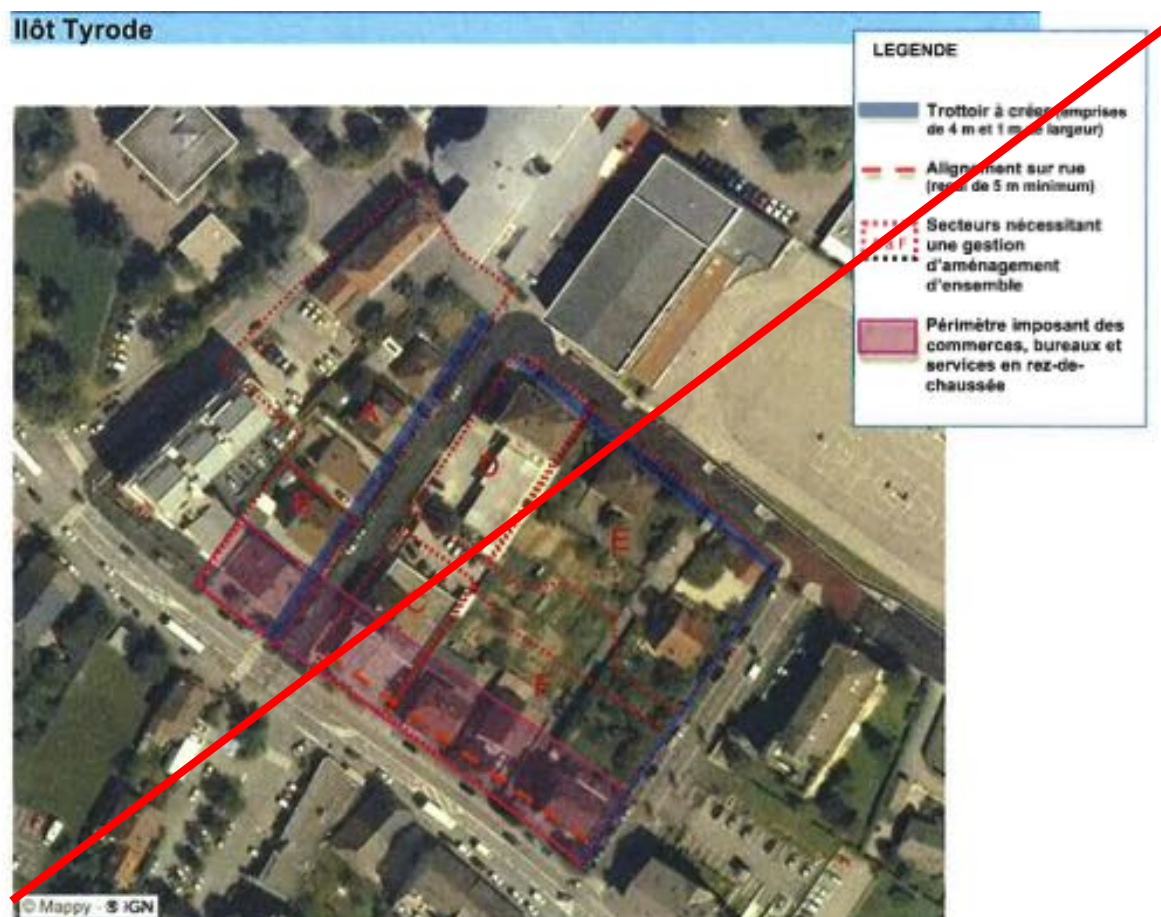 Ilôt Tyrode
LEGENDE
Trottoir à créer (emprises
de 4 m et 1 m de largeur)
Alignement sur rue
(recul de 5 m minimum)
Secteurs nécessitant
une gestion
d'aménagement
d'ensemble
Périmètre imposant des
commerces, bureaux et
services en rez-de-
chaussée
A
B
C
D
E
F
© Mappy - © IGN